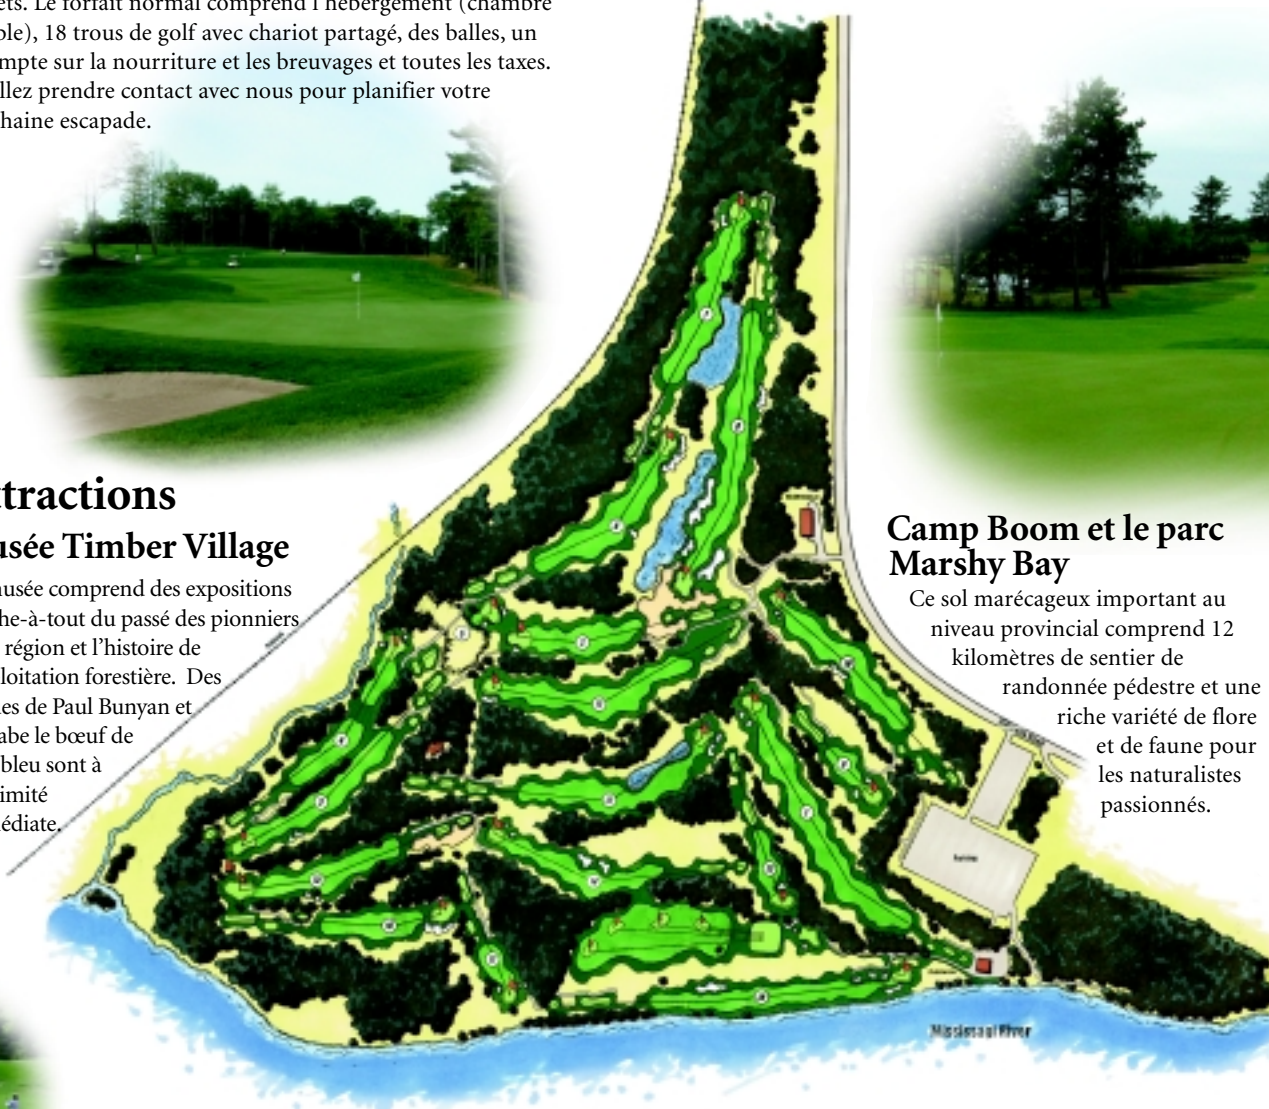 ets. Le forfait normal comprend l'hébergement (chambre
ble), 18 trous de golf avec chariot partagé, des balles, un
mpte sur la nourriture et les breuvages et toutes les taxes.
llez prendre contact avec nous pour planifier votre
haine escapade.
ttractions
usée Timber Village
nusée comprend des expositions
he-à-tout du passé des pionniers
région et l'histoire de
loitation forestière. Des
es de Paul Bunyan et
abe le bœuf de
bleu sont à
imité
édiate.
Camp Boom et le parc
Marshy Bay
Ce sol marécageux important au
niveau provincial comprend 12
kilomètres de sentier de
randonnée pédestre et une
riche variété de flore
et de faune pour
les naturalistes
passionnés.
Mississagi River